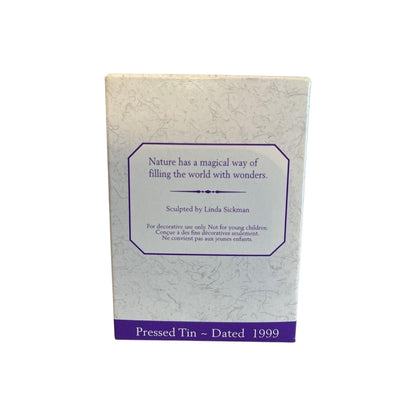 Nature has a magical way of
filling the world with wonders.
Sculpted by Linda Sickman
For decorative use only. Not for young children.
Conçue à des fins décoratives seulement.
Ne convient pas aux jeunes enfants.
Pressed Tin ~ Dated 1999